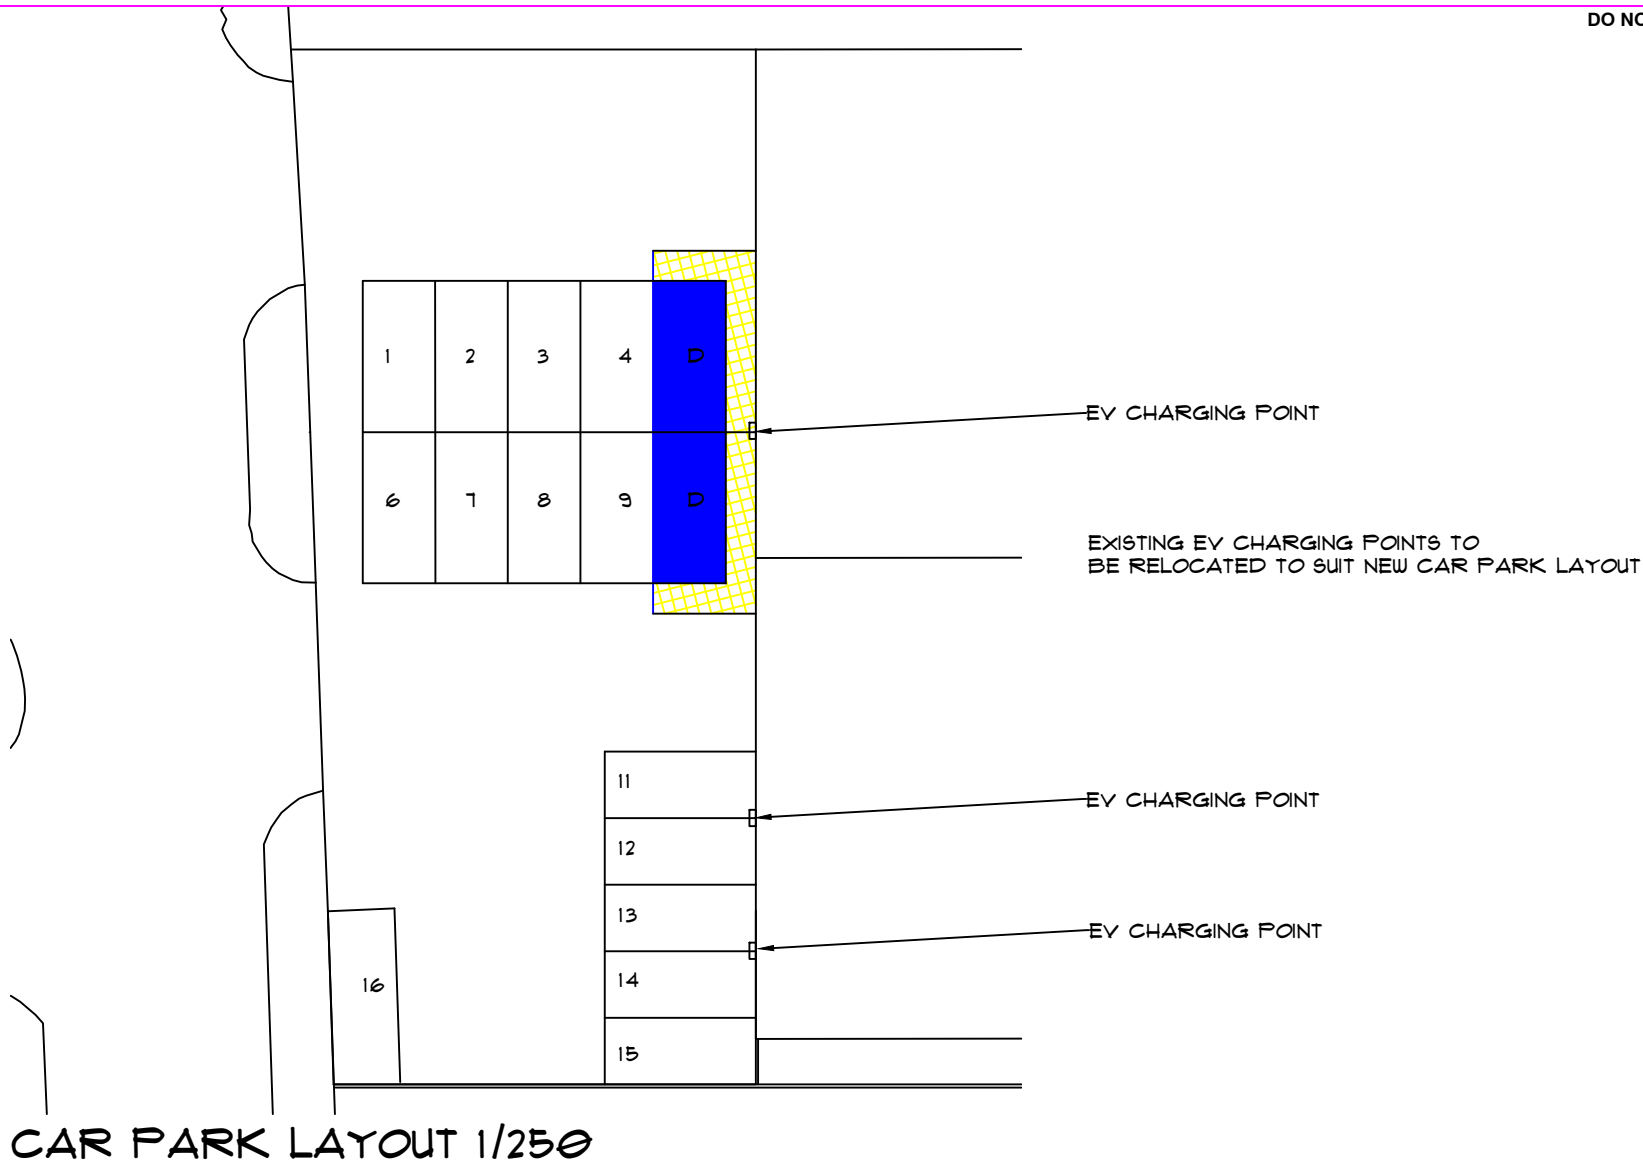 DO NO
1 2 3 4 D
EV CHARGING POINT
6 7 8 9 D
EXISTING EV CHARGING POINTS TO
BE RELOCATED TO SUIT NEW CAR PARK LAYOUT
11
EV CHARGING POINT
12
13
EV CHARGING POINT
14
16
15
CAR PARK LAYOUT 1/250